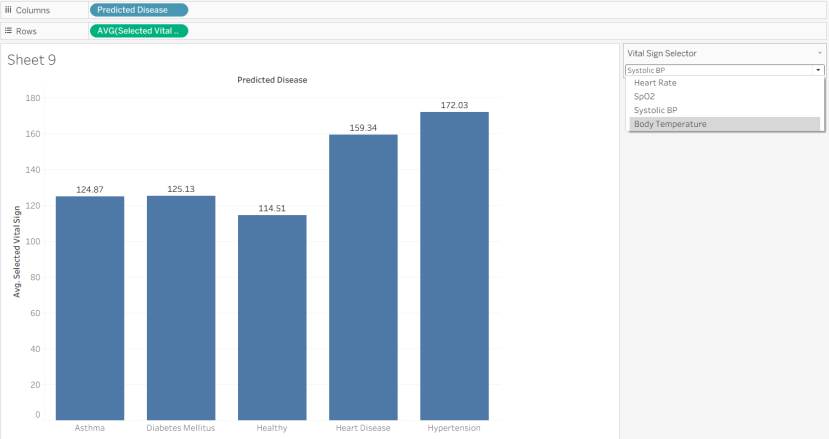 Columns
Predicted Disease
Rows
AVG(Selected Vital ..
Sheet 9
Predicted Disease
Avg. Selected Vital Sign
180
160
140
120
100
80
60
40
20
0
124.87
125.13
114.51
159.34
172.03
Asthma
Diabetes Mellitus
Healthy
Heart Disease
Hypertension
Vital Sign Selector
Systolic BP
Heart Rate
SpO2
Systolic BP
Body Temperature